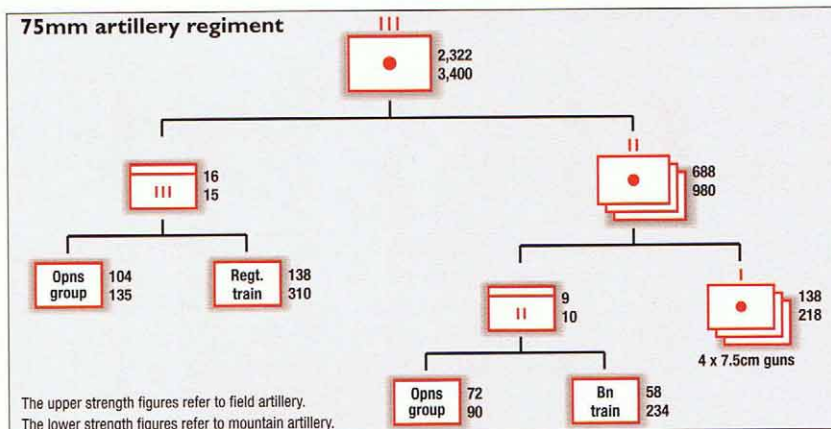 75mm artillery regiment
III
2,322
3,400
III
16
15
II
688
980
Opns
group
104
135
Regt.
train
138
310
II
9
10
I
138
218
4 x 7.5cm guns
Opns
group
72
90
Bn
train
58
234
The upper strength figures refer to field artillery.
The lower strength figures refer to mountain artillery.